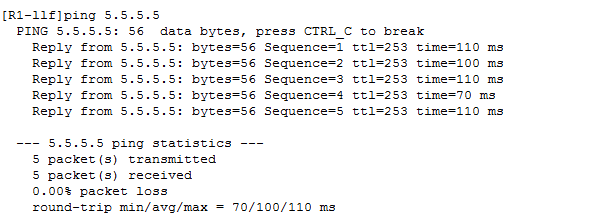 [R1-llf]ping 5.5.5.5
PING 5.5.5.5: 56  data bytes, press CTRL_C to break
Reply from 5.5.5.5: bytes=56 Sequence=1 ttl=253 time=110 ms
Reply from 5.5.5.5: bytes=56 Sequence=2 ttl=253 time=100 ms
Reply from 5.5.5.5: bytes=56 Sequence=3 ttl=253 time=110 ms
Reply from 5.5.5.5: bytes=56 Sequence=4 ttl=253 time=70 ms
Reply from 5.5.5.5: bytes=56 Sequence=5 ttl=253 time=110 ms
--- 5.5.5.5 ping statistics ---
5 packet(s) transmitted
5 packet(s) received
0.00% packet loss
round-trip min/avg/max = 70/100/110 ms